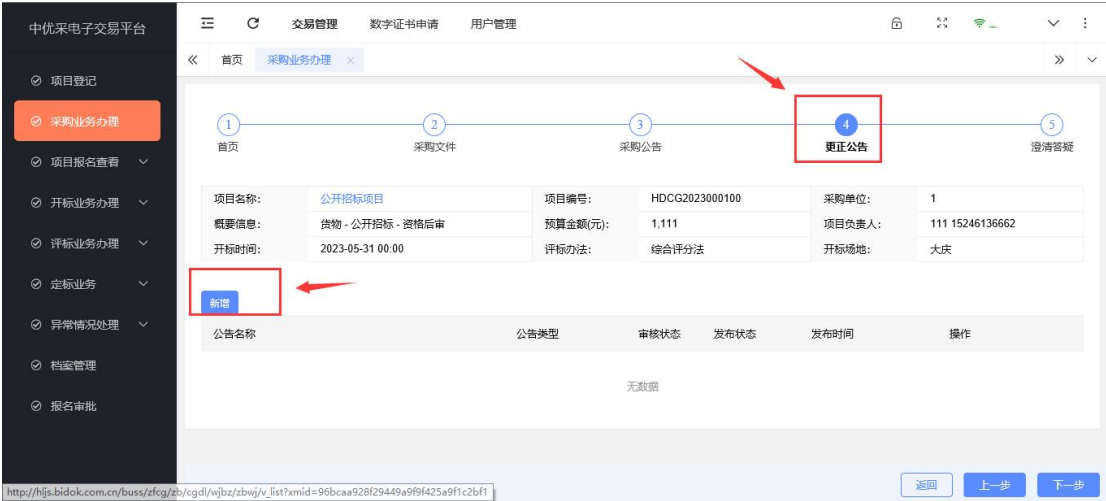 中优采电子交易平台
交易管理 数字证书申请 用户管理
首页 采购业务办理 ×
项目登记
采购业务办理
项目报名查看
开标业务办理
评标业务办理
定标业务
异常情况处理
档案管理
报名审批
1 2 3 4 5
首页 采购文件 采购公告 更正公告 澄清答疑
项目名称: 公开招标项目 项目编号: HDCG2023000100 采购单位: 1
概要信息: 货物 - 公开招标 - 资格后审 预算金额(元): 1,111 项目负责人: 111 15246136662
开标时间: 2023-05-31 00:00 评标办法: 综合评分法 开标场地: 大庆
新增
公告名称 公告类型 审核状态 发布状态 发布时间 操作
无数据
返回 上一步 下一步
http://hljs.bidok.com.cn/buss/zfcg/zb/cgdl/wjbz/zbwj/v_list?xmid=96bcaa928f29449a9f9f425a9f1c2bf1